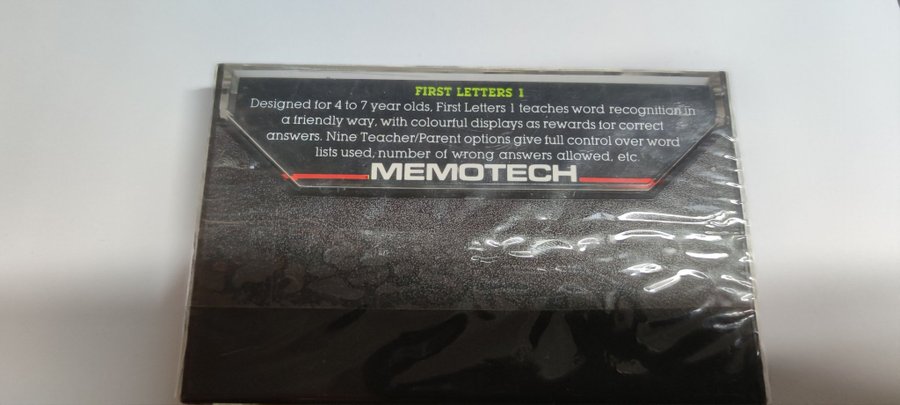 FIRST LETTERS 1
Designed for 4 to 7 year olds, First Letters 1 teaches word recognition in
a friendly way, with colourful displays as rewards for correct
answers. Nine Teacher/Parent options give full control over word
lists used, number of wrong answers allowed, etc.
MEMOTECH